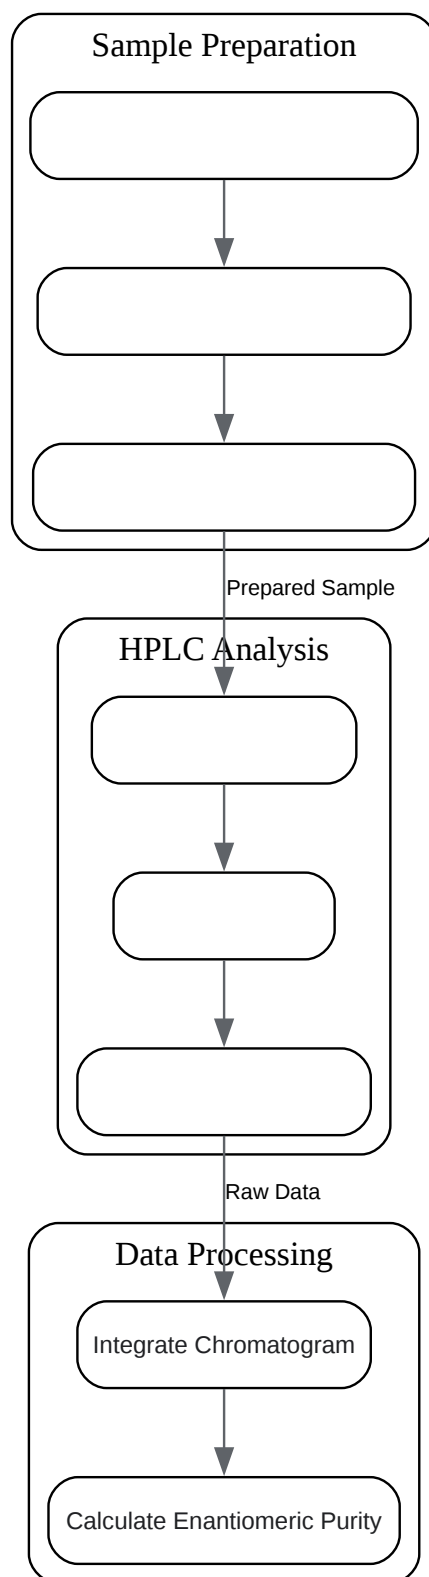 Sample Preparation
Prepared Sample
HPLC Analysis
Raw Data
Data Processing
Integrate Chromatogram
Calculate Enantiomeric Purity